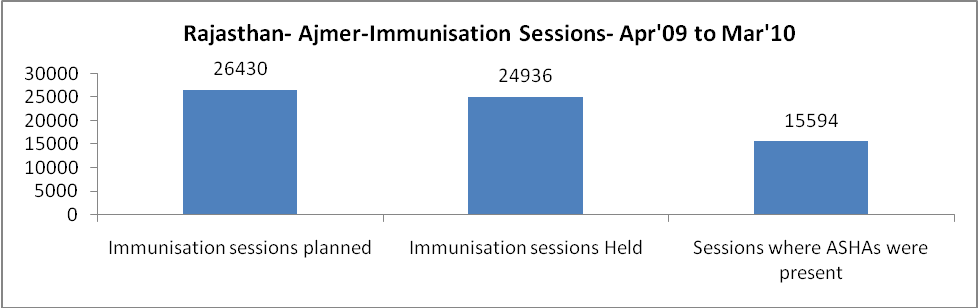 Rajasthan- Ajmer-Immunisation Sessions- Apr'09 to Mar'10
30000
25000
20000
15000
10000
5000
0
26430
24936
15594
Immunisation sessions planned
Immunisation sessions Held
Sessions where ASHAs were
present